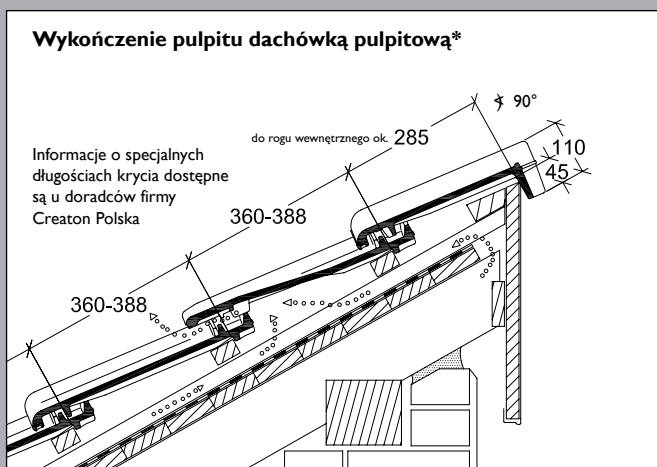 Wykończenie pulpitu dachówką pulpitową*
∢ 90°
do rogu wewnętrznego ok. 285
110
45
Informacje o specjalnych
długościach krycia dostępne
są u doradców firmy
Creaton Polska
360-388
360-388